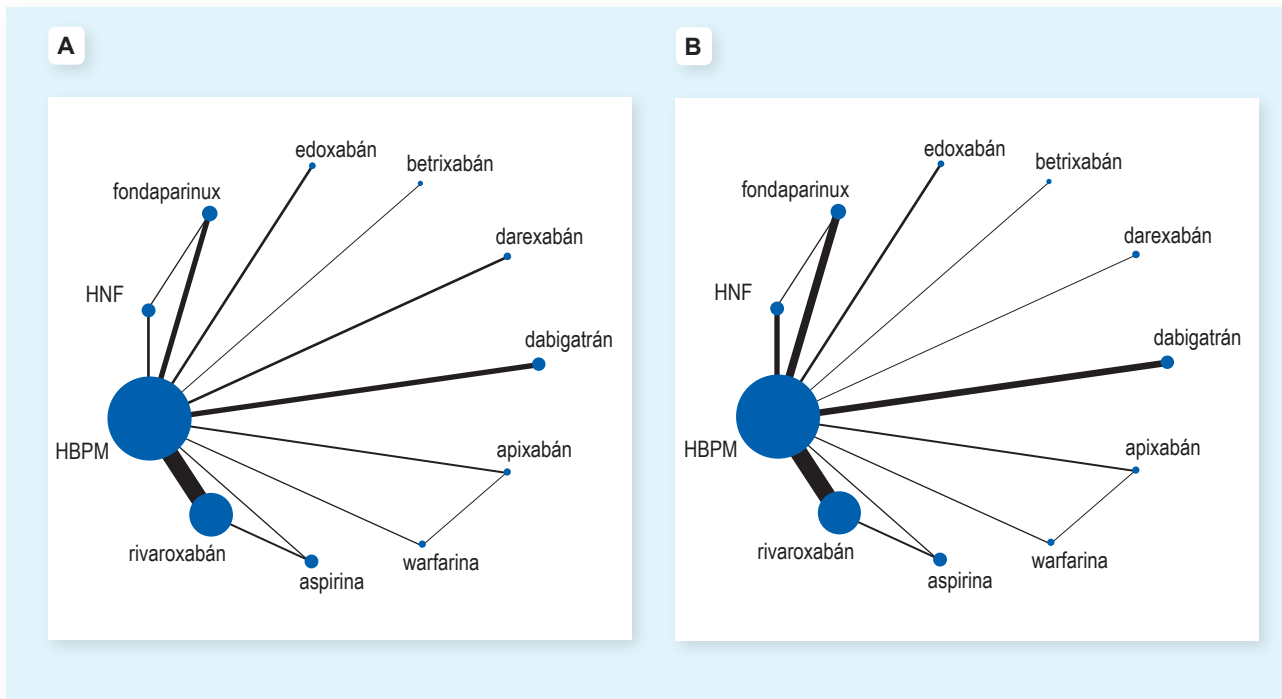 A
edoxabán
betrixabán
fondaparinux
darexabán
HNF
dabigatrán
HBPM
apixabán
rivaroxabán
warfarina
aspirina
B
edoxabán
betrixabán
fondaparinux
darexabán
HNF
dabigatrán
HBPM
apixabán
rivaroxabán
warfarina
aspirina